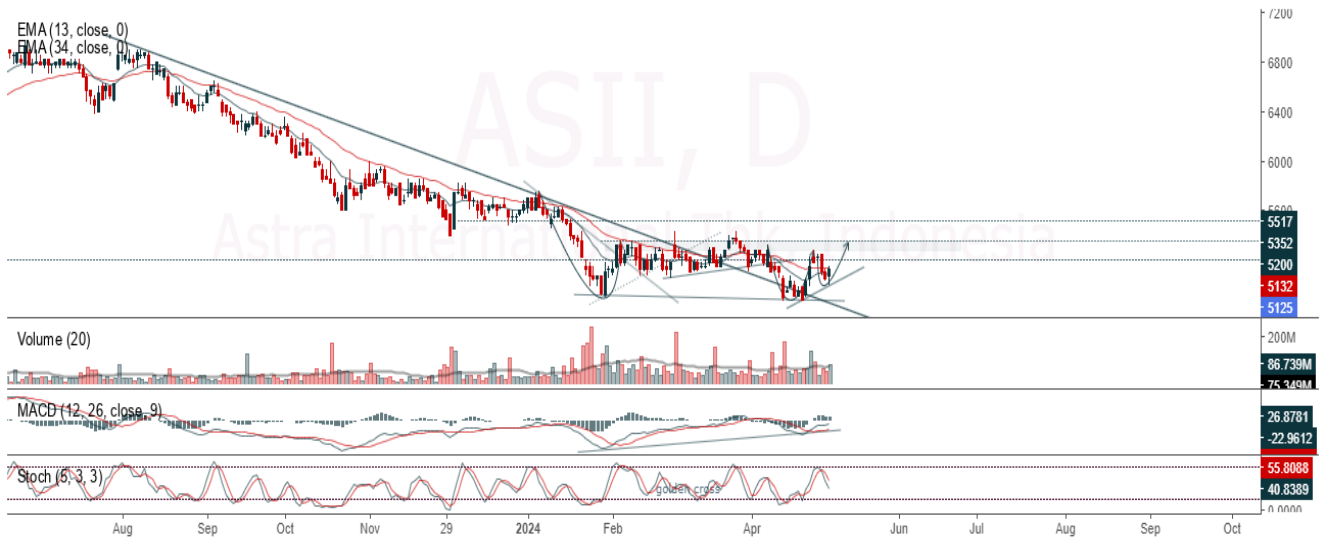 7200
EMA (13, close, 0)
EMA (34, close, 0)
6800
ASII, D
6400
6000
5600
Astra International Tbk, Indonesia
5517
5352
5200
5132
5125
Volume (20)
200M
86.739M
75.349M
MACD (12, 26, close, 9)
26.8781
-22.9612
Stoch (5, 3, 3)
55.8088
golden cross
40.8389
0.0000
Aug Sep Oct Nov 29 2024 Feb Apr Jun Jul Aug Sep Oct